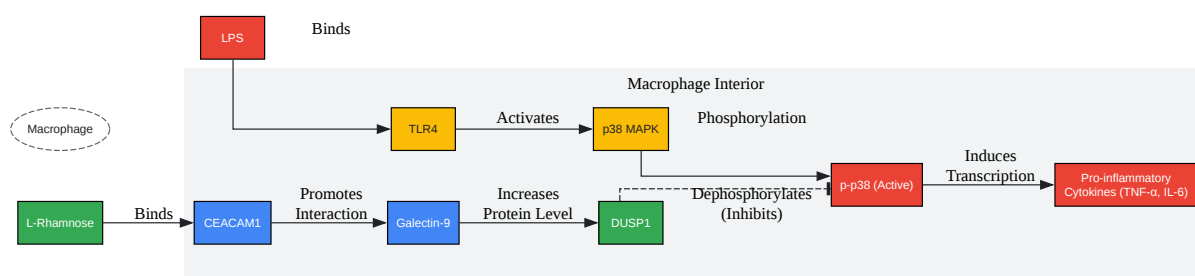 LPS
Binds
Macrophage Interior
Macrophage
TLR4
Activates
p38 MAPK
Phosphorylation
p-p38 (Active)
Induces
Transcription
Pro-inflammatory
Cytokines (TNF-α, IL-6)
L-Rhamnose
Binds
CEACAM1
Promotes
Interaction
Galectin-9
Increases
Protein Level
DUSP1
Dephosphorylates
(Inhibits)